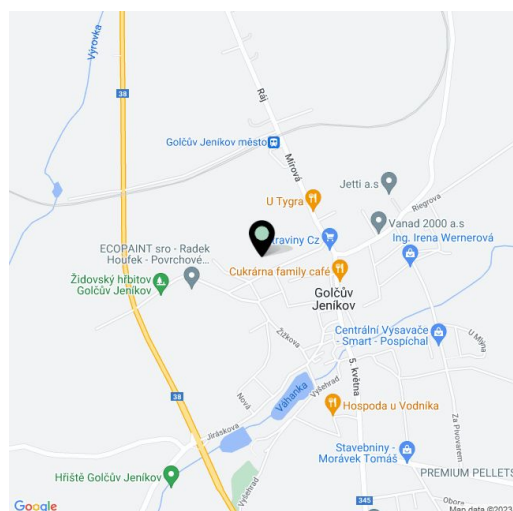 Výrovka
Ráj
38
Golčův Jeníkov město
Mírová
Jetti a.s
U Tygra
Riegrova
Vanad 2000 a.s
traviny Cz
Ing. Irena Wernerová
ECOPAINT sro - Radek
Houfek - Povrchové...
Cukrárna family café
Židovský hřbitov
Golčův Jeníkov
Golčův
Jeníkov
Žižkova
Centrální Vysavače
- Smart - Pospíchal
U Mlýna
5. května
38
Nová
Váhanka
Vyšehrad
Hospoda u Vodníka
Jiráskova
Za Pivovarem
Stavebniny -
Morávek Tomáš
Hřiště Golčův Jeníkov
PREMIUM PELLETS
Vyšehrad
345
Obora
Google
Map data ©2023